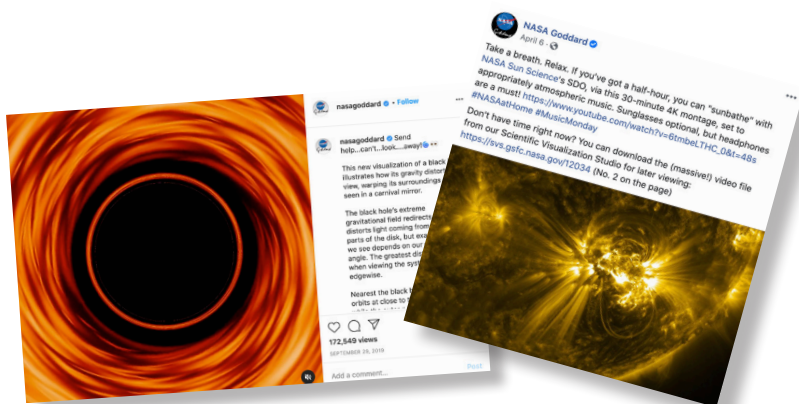 nasagoddard • Follow
nasagoddard Send
help...can't...look.....away!
This new visualization of a black
illustrates how its gravity
view, warping its surroundings
seen in a carnival mirror.
The black hole's extreme
gravitational field redirects
distorts light coming from
parts of the disk, but
we see depends on our
angle. The greatest
when viewing the
edgewise.
Nearest the black
orbits at close to
172,549 views
SEPTEMBER 29, 2019
Add a comment...
Post
NASA Goddard
April 6 ·
Take a breath. Relax. If you've got a half-hour, you can "sunbathe" with
NASA Sun Science's SDO, via this 30-minute 4K montage, set to
appropriately atmospheric music. Sunglasses optional, but headphones
are a must! https://www.youtube.com/watch?v=6tmbeLTHC_0&t=48s
#NASAatHome #MusicMonday
Don't have time right now? You can download the (massive!) video file
from our Scientific Visualization Studio for later viewing:
https://svs.gsfc.nasa.gov/12034 (No. 2 on the page)